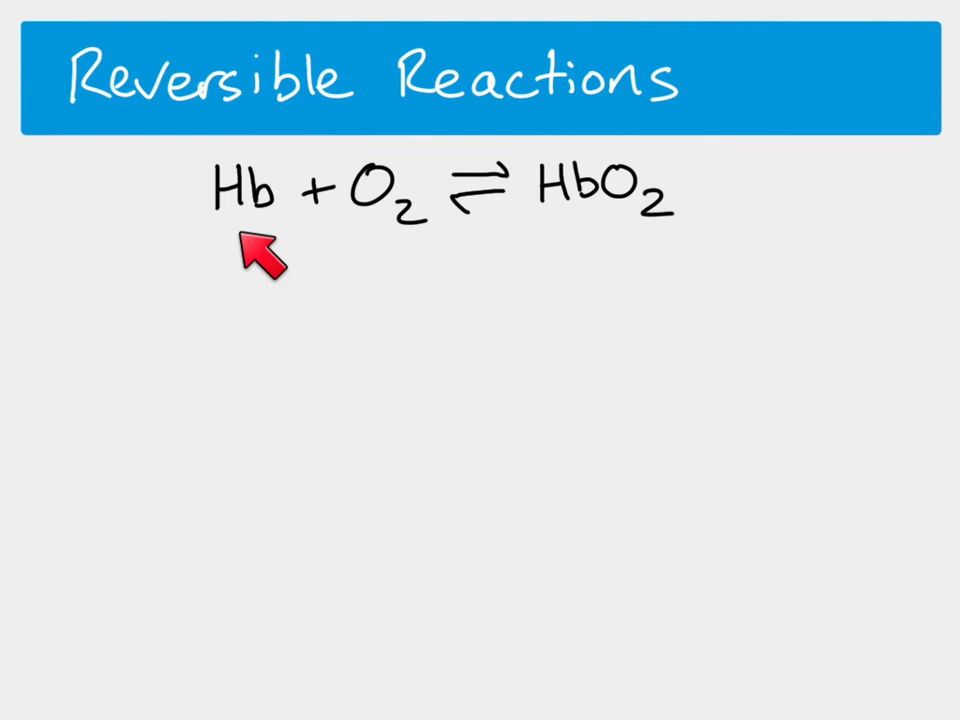 Reversible Reactions
Hb + O₂ ⇌ HbO₂